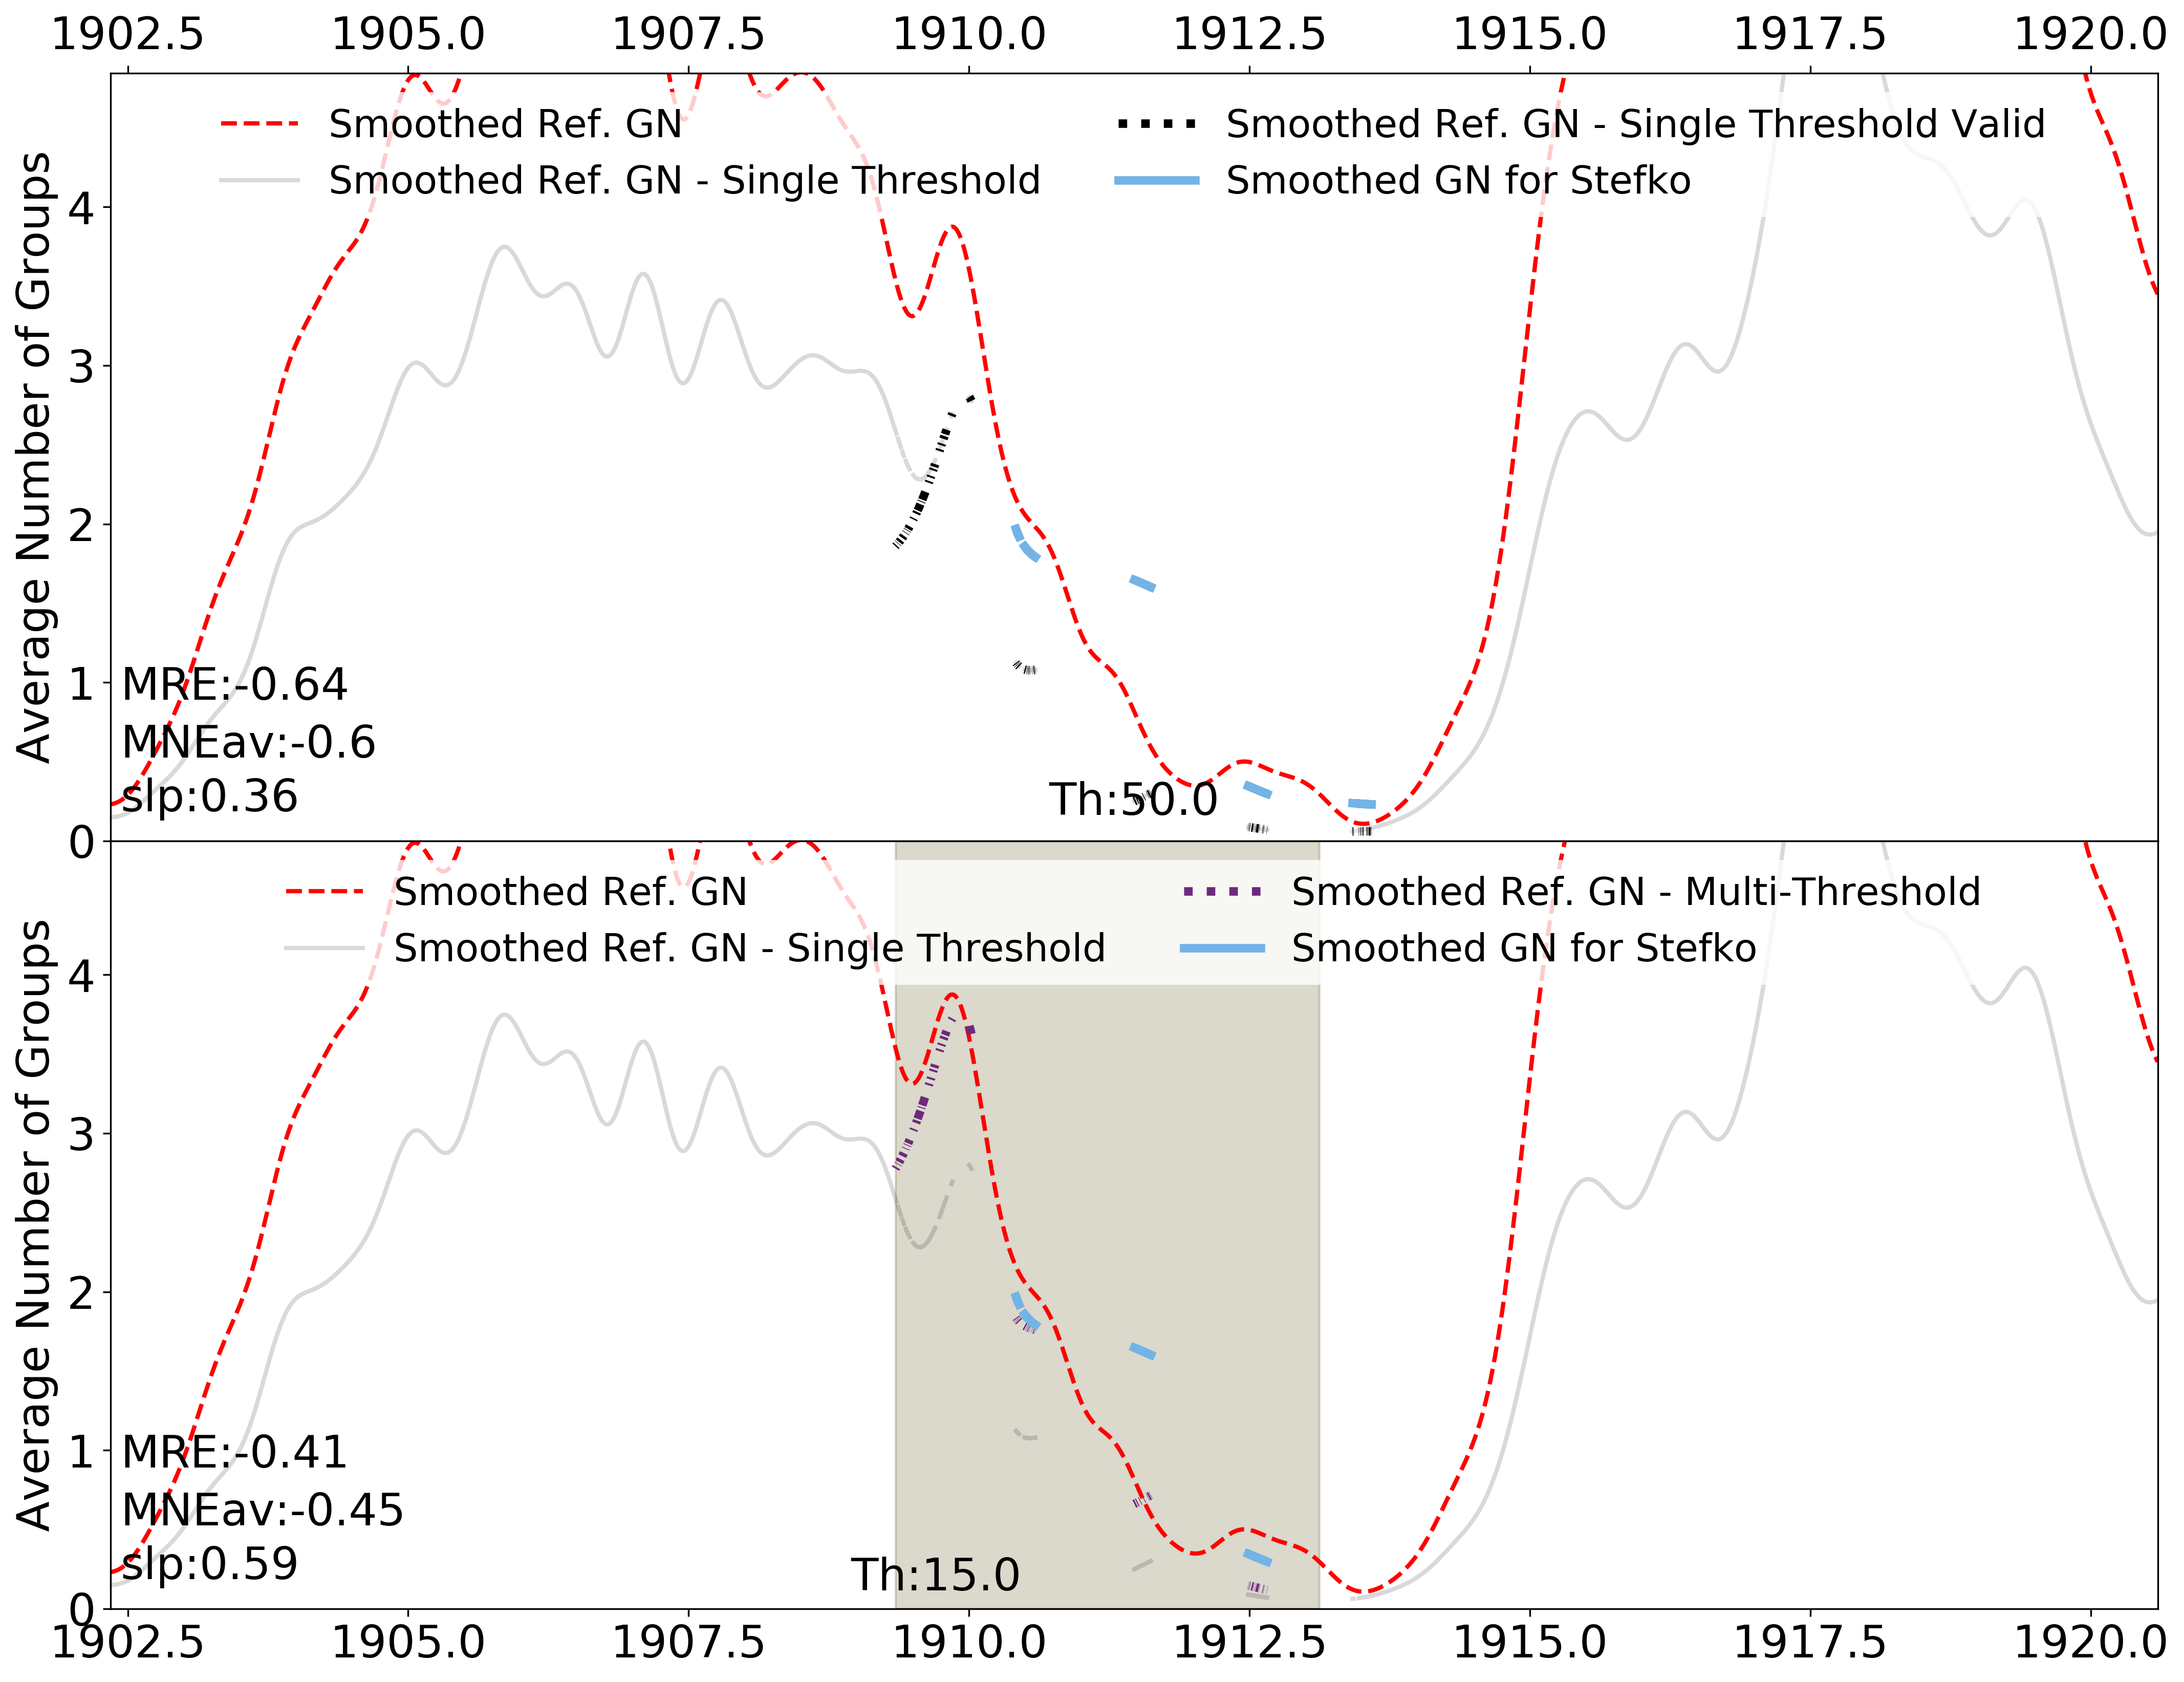 1902.5 1905.0 1907.5 1910.0 1912.5 1915.0 1917.5 1920.0
Average Number of Groups
4
3
2
1
0
Smoothed Ref. GN
Smoothed Ref. GN - Single Threshold
Smoothed Ref. GN - Single Threshold Valid
Smoothed GN for Stefko
MRE:-0.64
MNEav:-0.6
slp:0.36
Th:50.0
Average Number of Groups
4
3
2
1
0
Smoothed Ref. GN
Smoothed Ref. GN - Single Threshold
Smoothed Ref. GN - Multi-Threshold
Smoothed GN for Stefko
MRE:-0.41
MNEav:-0.45
slp:0.59
Th:15.0
1902.5 1905.0 1907.5 1910.0 1912.5 1915.0 1917.5 1920.0